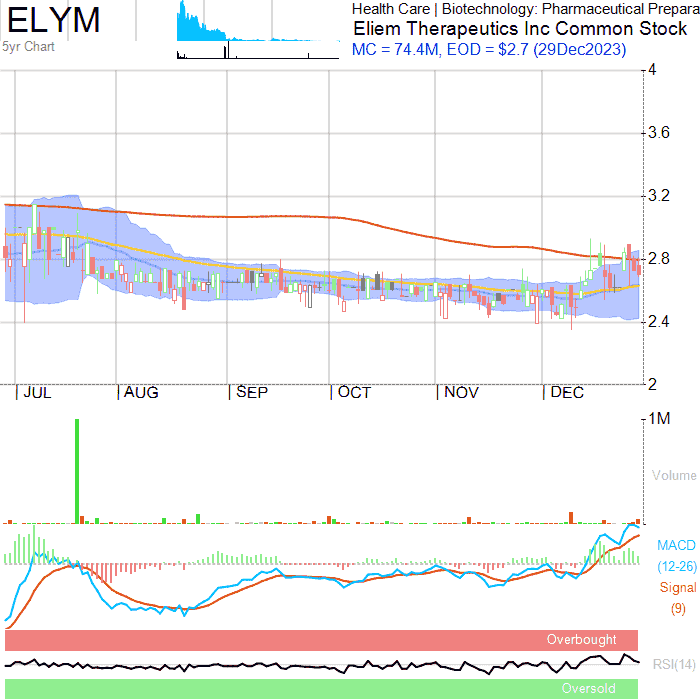 ELYM
5yr Chart
Health Care | Biotechnology: Pharmaceutical Prepara
Eliem Therapeutics Inc Common Stock
MC = 74.4M, EOD = $2.7 (29Dec2023)
4
3.6
3.2
2.8
2.4
2
| JUL | AUG | SEP | OCT | NOV | DEC
1M
Volume
MACD
(12-26)
Signal
(9)
Overbought
RSI(14)
Oversold